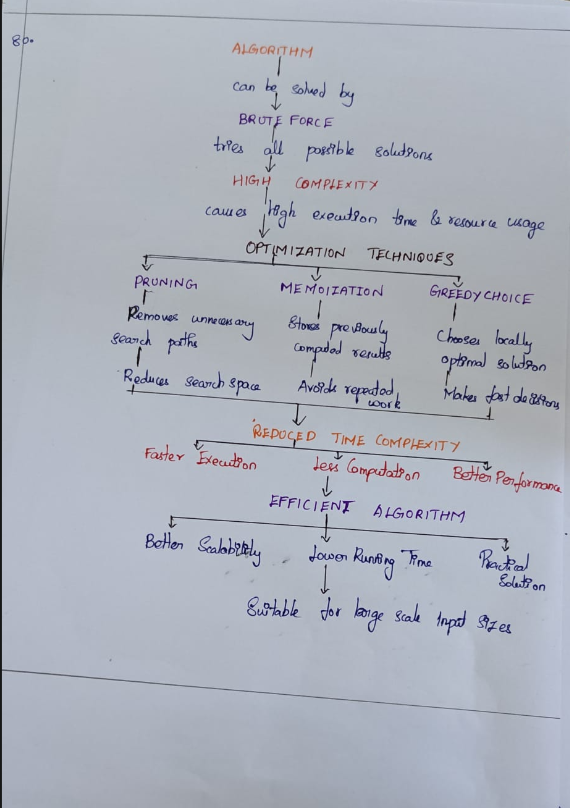 80.
ALGORITHM
can be solved by
BRUTE FORCE
tries all possible solutions
HIGH COMPLEXITY
causes high execution time & resource usage
OPTIMIZATION TECHNIQUES
PRUNING MEMOIZATION GREEDY CHOICE
Removes unnecessary Stores previously Chooses locally
search paths computed results optimal solution
Reduces search space Avoids repeated Makes fast decisions
work
REDUCED TIME COMPLEXITY
Faster Execution Less Computation Better Performance
EFFICIENT ALGORITHM
Better Scalability Lower Running Time Practical
Solution
Suitable for large scale input sizes